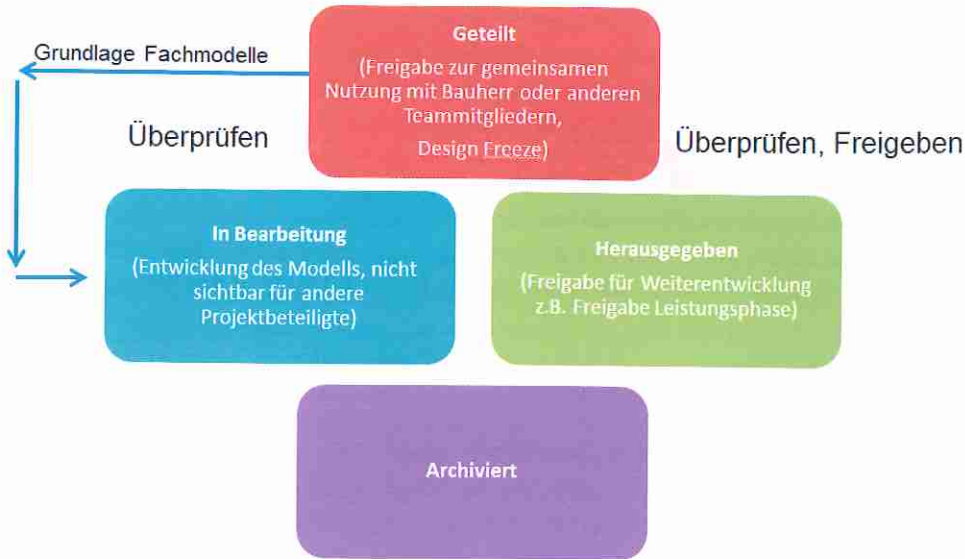 Geteilt
Grundlage Fachmodelle
(Freigabe zur gemeinsamen
Nutzung mit Bauherr oder anderen
Teammitgliedern,
Design Freeze)
Überprüfen
Überprüfen, Freigeben
In Bearbeitung
(Entwicklung des Modells, nicht
sichtbar für andere
Projektbeteiligte)
Herausgegeben
(Freigabe für Weiterentwicklung
z.B. Freigabe Leistungsphase)
Archiviert